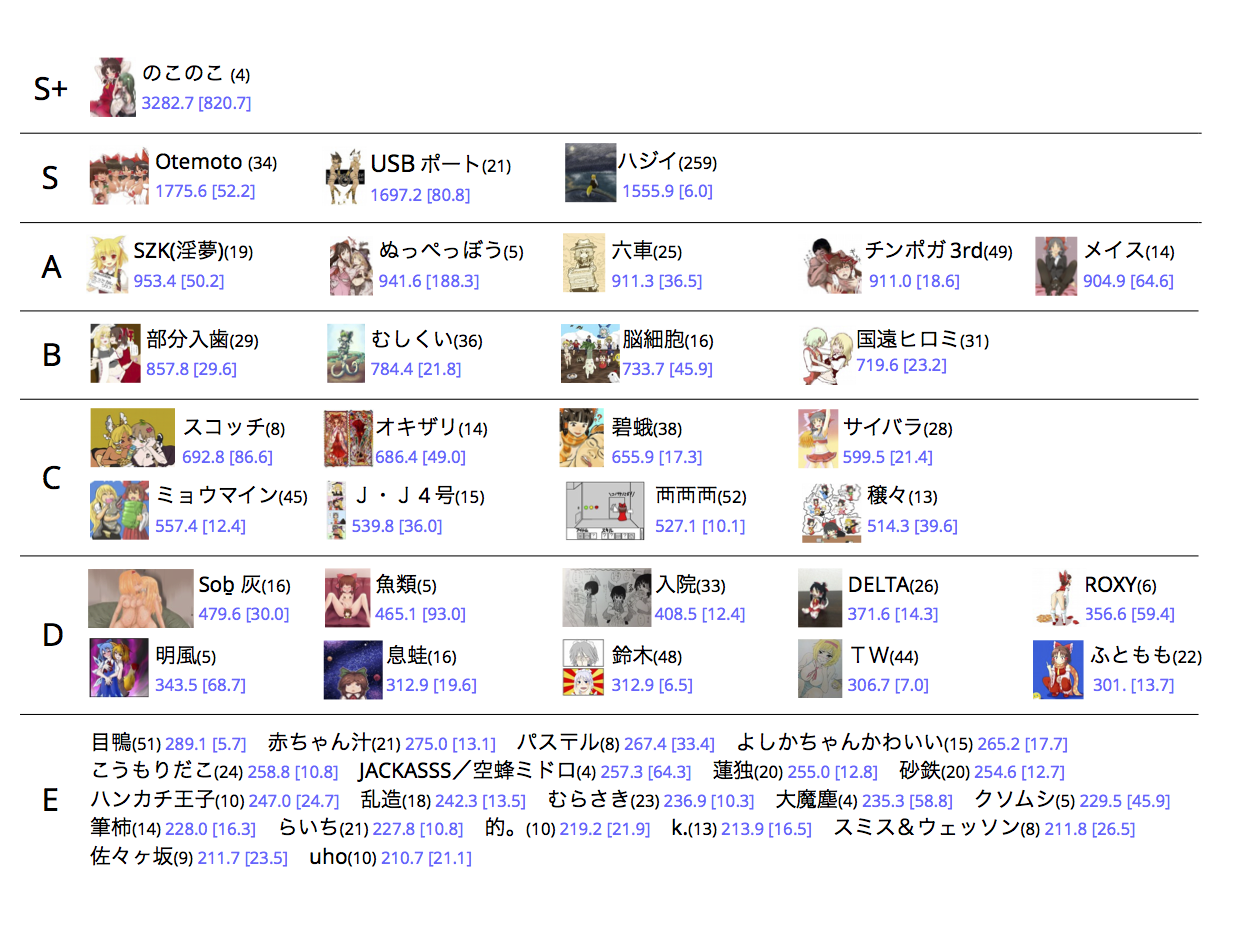 S+
のこのこ (4)
3282.7 [820.7]
S
Otemoto (34) USB ポート(21) ハジイ(259)
1775.6 [52.2] 1697.2 [80.8] 1555.9 [6.0]
A
SZK(淫夢)(19) ぬっぺっぼう(5) 六車(25) チンポガ3rd(49) メイス(14)
953.4 [50.2] 941.6 [188.3] 911.3 [36.5] 911.0 [18.6] 904.9 [64.6]
B
部分入歯(29) むしくい(36) 脳細胞(16) 国遠ヒロミ(31)
857.8 [29.6] 784.4 [21.8] 733.7 [45.9] 719.6 [23.2]
C
スコッチ(8) オキザリ(14) 碧蛾(38) サイバラ(28)
692.8 [86.6] 686.4 [49.0] 655.9 [17.3] 599.5 [21.4]
ミョウマイン(45) J・J4号(15) 襾襾襾(52) 穣々(13)
557.4 [12.4] 539.8 [36.0] 527.1 [10.1] 514.3 [39.6]
D
Soḇ 灰(16) 魚類(5) 入院(33) DELTA(26) ROXY(6)
479.6 [30.0] 465.1 [93.0] 408.5 [12.4] 371.6 [14.3] 356.6 [59.4]
明風(5) 息蛙(16) 鈴木(48) TW(44) ふともも(22)
343.5 [68.7] 312.9 [19.6] 312.9 [6.5] 306.7 [7.0] 301. [13.7]
E
目鴨(51) 289.1 [5.7] 赤ちゃん汁(21) 275.0 [13.1] パス〒ル(8) 267.4 [33.4] よしかちゃんかわいい(15) 265.2 [17.7]
こうもりだこ(24) 258.8 [10.8] JACKASSS／空蜂ミドロ(4) 257.3 [64.3] 蓮独(20) 255.0 [12.8] 砂鉄(20) 254.6 [12.7]
ハンカチ王子(10) 247.0 [24.7] 乱造(18) 242.3 [13.5] むらさき(23) 236.9 [10.3] 大魔塵(4) 235.3 [58.8] クソムシ(5) 229.5 [45.9]
筆柿(14) 228.0 [16.3] らいち(21) 227.8 [10.8] 的。(10) 219.2 [21.9] k.(13) 213.9 [16.5] スミス＆ウェッソン(8) 211.8 [26.5]
佐々ヶ坂(9) 211.7 [23.5] uho(10) 210.7 [21.1]